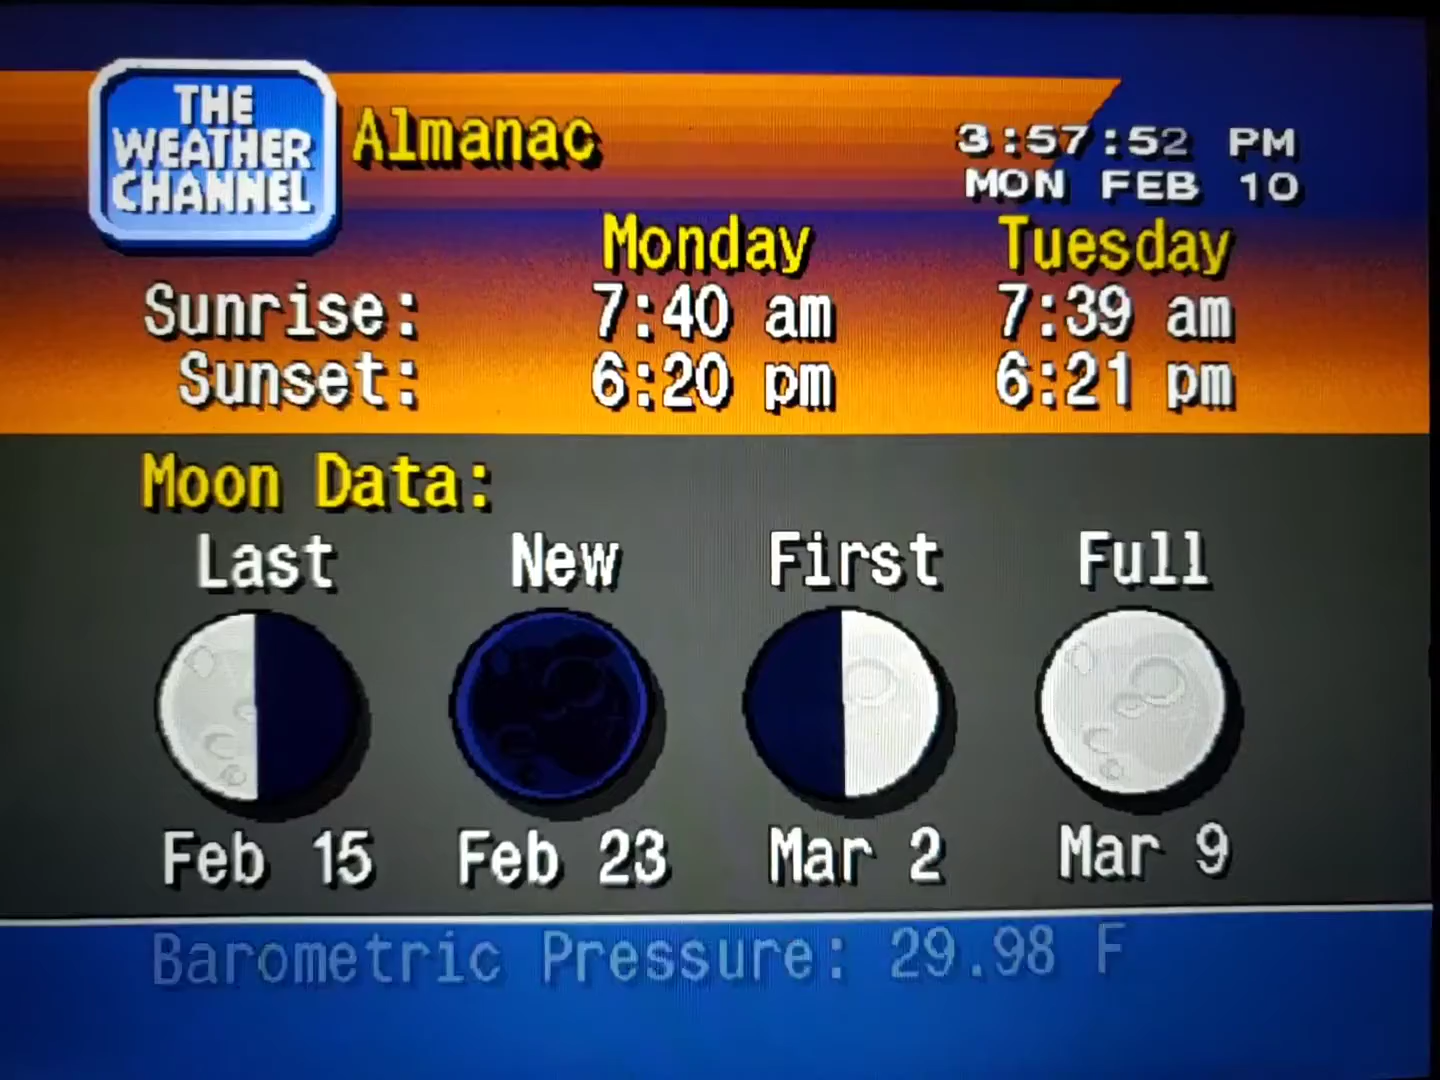 THE
WEATHER
CHANNEL
Almanac
3:57:52 PM
MON FEB 10
Monday Tuesday
Sunrise: 7:40 am 7:39 am
Sunset: 6:20 pm 6:21 pm
Moon Data:
Last New First Full
Feb 15 Feb 23 Mar 2 Mar 9
Barometric Pressure: 29.98 F